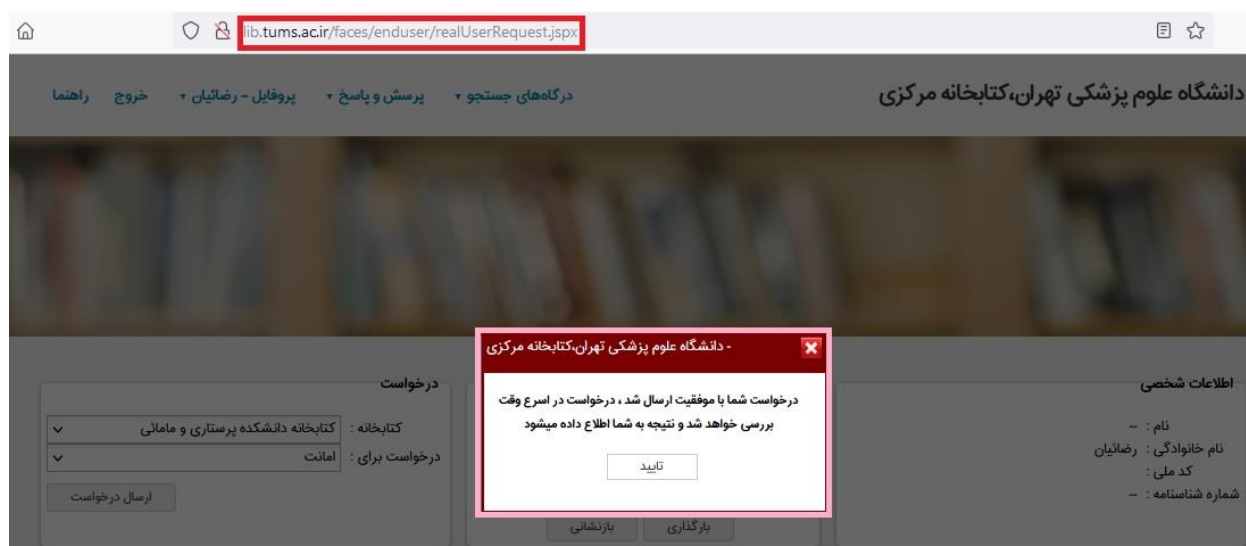 lib.tums.ac.ir/faces/enduser/realUserRequest.jspx
دانشگاه علوم پزشکی تهران،کتابخانه مرکزی
درگاه‌های جستجو
پرسش و پاسخ
پروفایل - رضائیان
خروج
راهنما
- دانشگاه علوم پزشکی تهران،کتابخانه مرکزی
درخواست شما با موفقیت ارسال شد ، درخواست در اسرع وقت
بررسی خواهد شد و نتیجه به شما اطلاع داده میشود
تایید
اطلاعات شخصی
نام : --
نام خانوادگی : رضائیان
کد ملی :
شماره شناسنامه : --
بارگذاری
بازنشانی
درخواست
کتابخانه : کتابخانه دانشکده پرستاری و مامائی
درخواست برای : امانت
ارسال درخواست